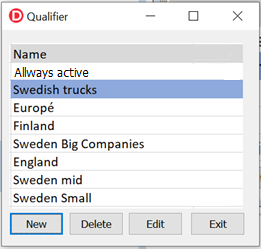 Qualifier
Name
Allways active
Swedish trucks
Europé
Finland
Sweden Big Companies
England
Sweden mid
Sweden Small
New Delete Edit Exit